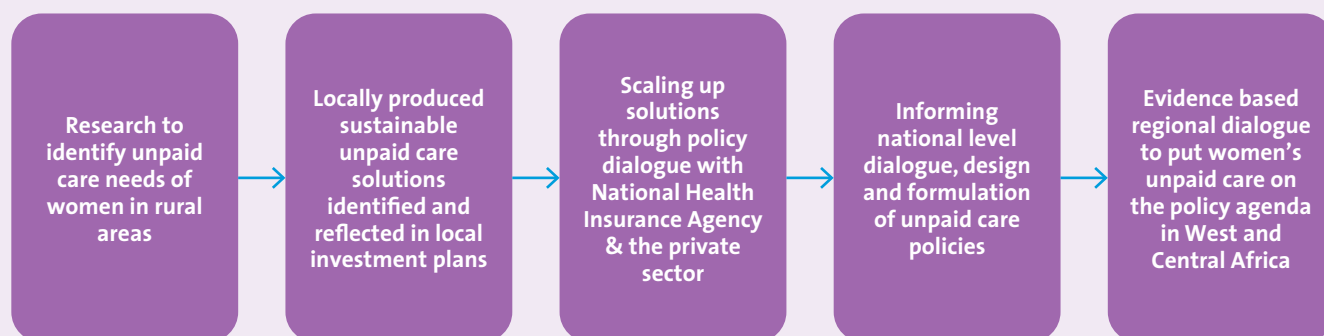 Research to
identify unpaid
care needs of
women in rural
areas
Locally produced
sustainable
unpaid care
solutions
identified and
reflected in local
investment plans
Scaling up
solutions
through policy
dialogue with
National Health
Insurance Agency
& the private
sector
Informing
national level
dialogue, design
and formulation
of unpaid care
policies
Evidence based
regional dialogue
to put women’s
unpaid care on
the policy agenda
in West and
Central Africa